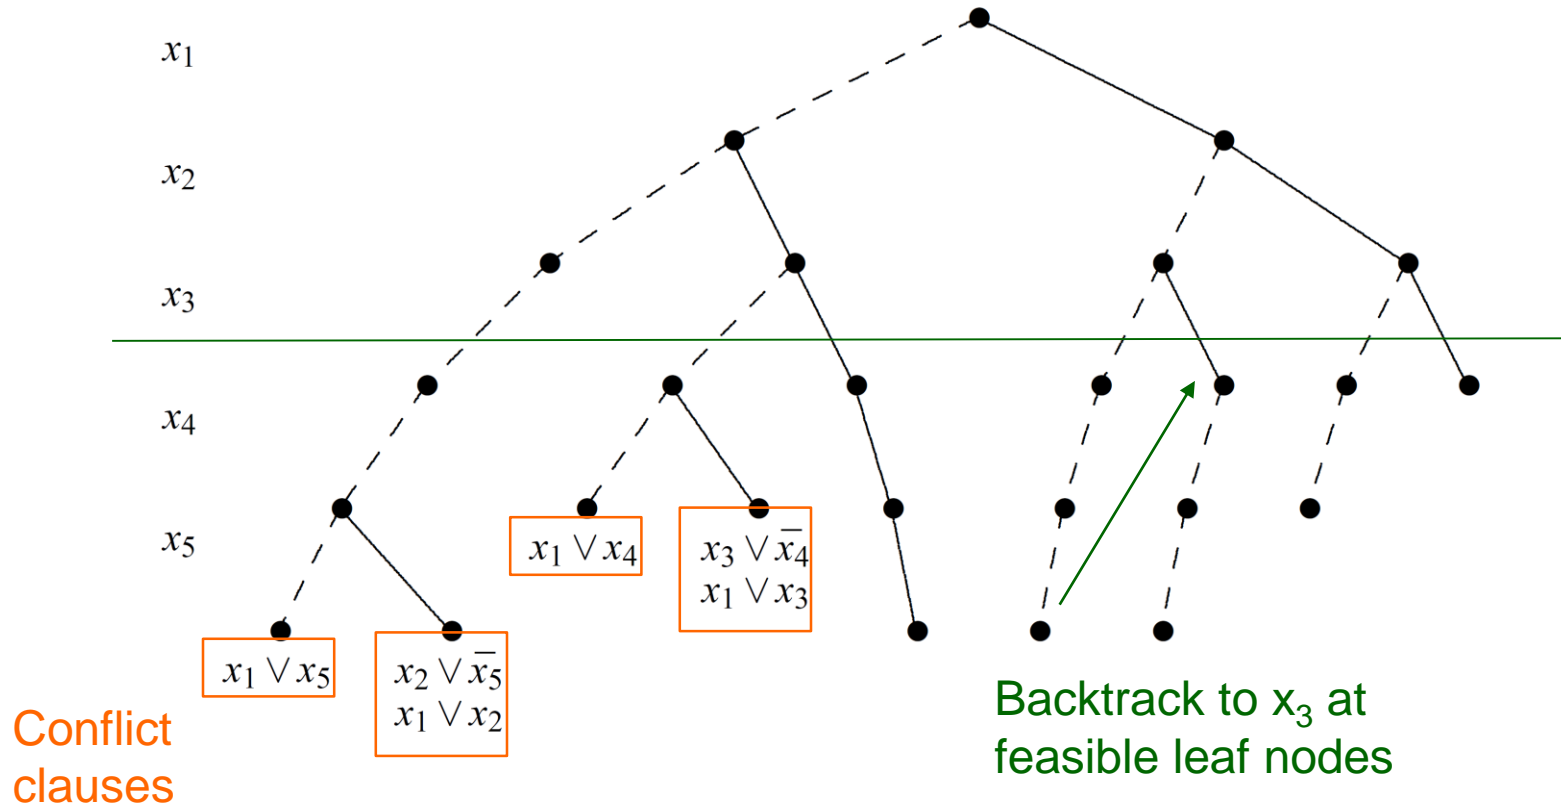 x₁
x₂
x₃
x₄
x₅
x₁ ∨ x₄
x₃ ∨ x̅₄
x₁ ∨ x₃
x₁ ∨ x₅
x₂ ∨ x̅₅
x₁ ∨ x₂
Conflict
clauses
Backtrack to x₃ at
feasible leaf nodes